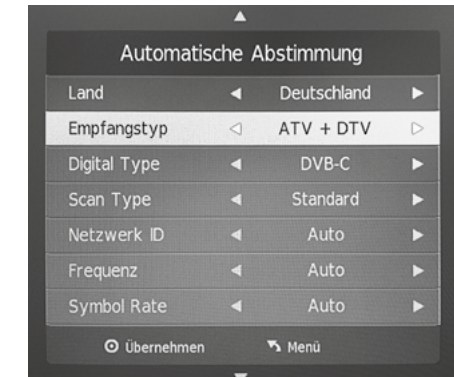 Automatische Abstimmung
Land Deutschland
Empfangstyp ATV + DTV
Digital Type DVB-C
Scan Type Standard
Netzwerk ID Auto
Frequenz Auto
Symbol Rate Auto
Übernehmen Menü